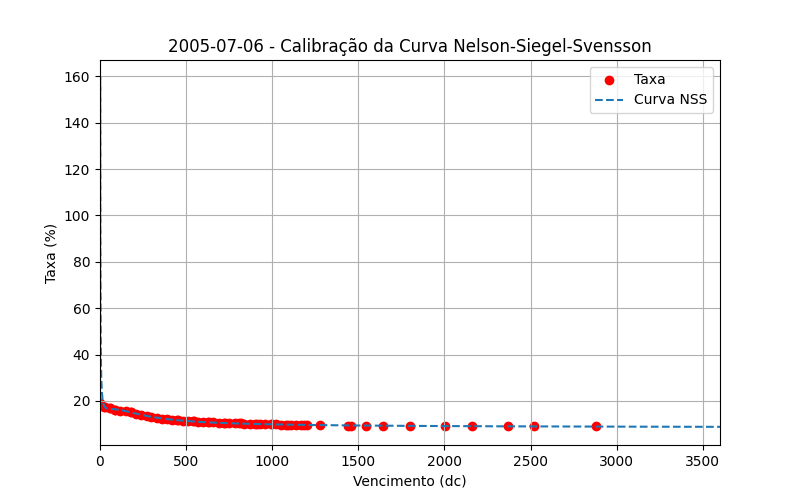 2005-07-06 - Calibração da Curva Nelson-Siegel-Svensson
Taxa
Curva NSS
Taxa (%)
160
140
120
100
80
60
40
20
0 500 1000 1500 2000 2500 3000 3500
Vencimento (dc)